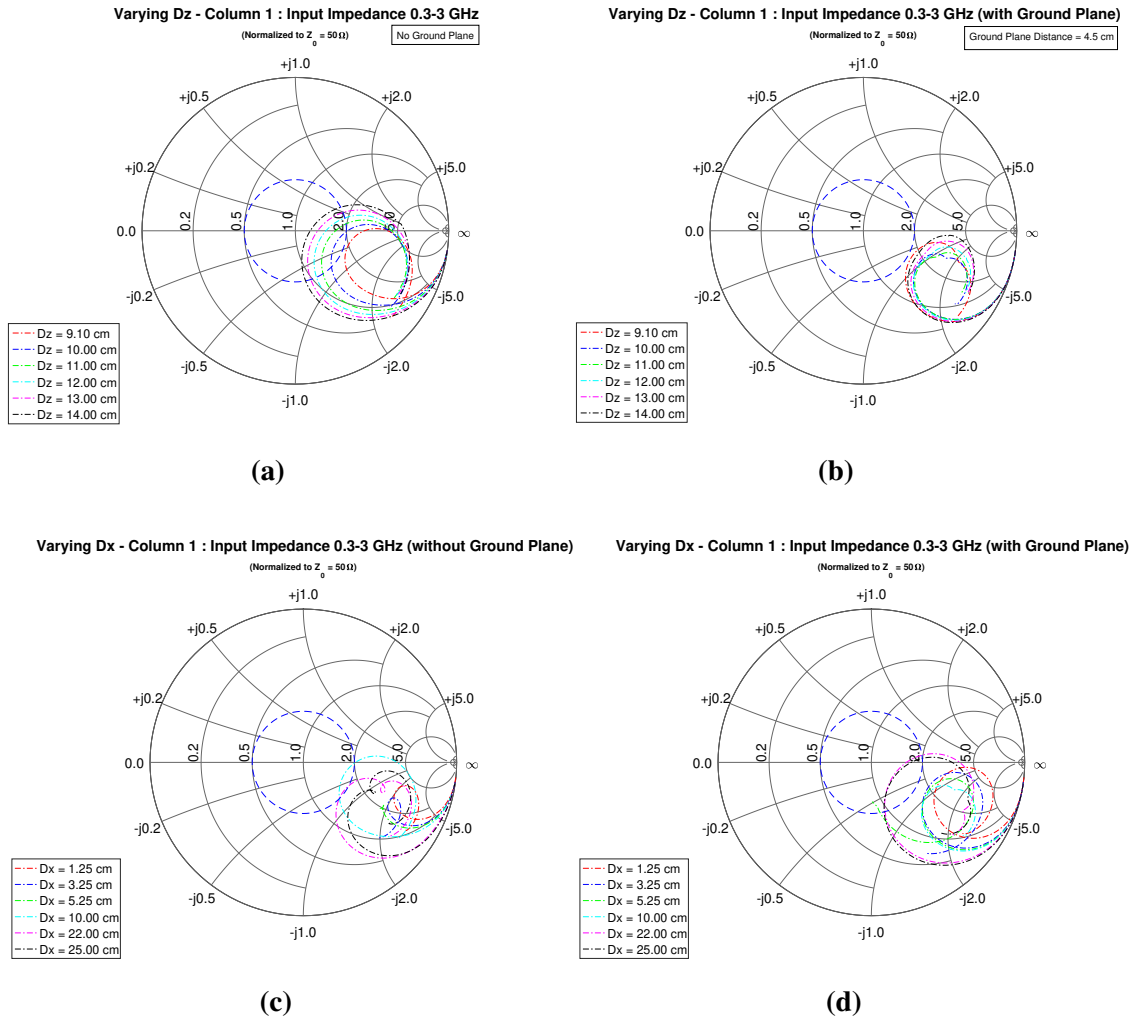 Varying Dz - Column 1 : Input Impedance 0.3-3 GHz
(Normalized to Z0 = 50Ω)
No Ground Plane
+j1.0
+j0.5
+j2.0
+j0.2
+j5.0
0.2
0.5
1.0
2.0
5.0
0.0
∞
-j0.2
-j5.0
-j0.5
-j2.0
-j1.0
Dz = 9.10 cm
Dz = 10.00 cm
Dz = 11.00 cm
Dz = 12.00 cm
Dz = 13.00 cm
Dz = 14.00 cm
(a)
Varying Dz - Column 1 : Input Impedance 0.3-3 GHz (with Ground Plane)
(Normalized to Z0 = 50Ω)
Ground Plane Distance = 4.5 cm
+j1.0
+j0.5
+j2.0
+j0.2
+j5.0
0.2
0.5
1.0
2.0
5.0
0.0
∞
-j0.2
-j5.0
-j0.5
-j2.0
-j1.0
Dz = 9.10 cm
Dz = 10.00 cm
Dz = 11.00 cm
Dz = 12.00 cm
Dz = 13.00 cm
Dz = 14.00 cm
(b)
Varying Dx - Column 1 : Input Impedance 0.3-3 GHz (without Ground Plane)
(Normalized to Z0 = 50Ω)
+j1.0
+j0.5
+j2.0
+j0.2
+j5.0
0.2
0.5
1.0
2.0
5.0
0.0
∞
-j0.2
-j5.0
-j0.5
-j2.0
-j1.0
Dx = 1.25 cm
Dx = 3.25 cm
Dx = 5.25 cm
Dx = 10.00 cm
Dx = 22.00 cm
Dx = 25.00 cm
(c)
Varying Dx - Column 1 : Input Impedance 0.3-3 GHz (with Ground Plane)
(Normalized to Z0 = 50Ω)
+j1.0
+j0.5
+j2.0
+j0.2
+j5.0
0.2
0.5
1.0
2.0
5.0
0.0
∞
-j0.2
-j5.0
-j0.5
-j2.0
-j1.0
Dx = 1.25 cm
Dx = 3.25 cm
Dx = 5.25 cm
Dx = 10.00 cm
Dx = 22.00 cm
Dx = 25.00 cm
(d)